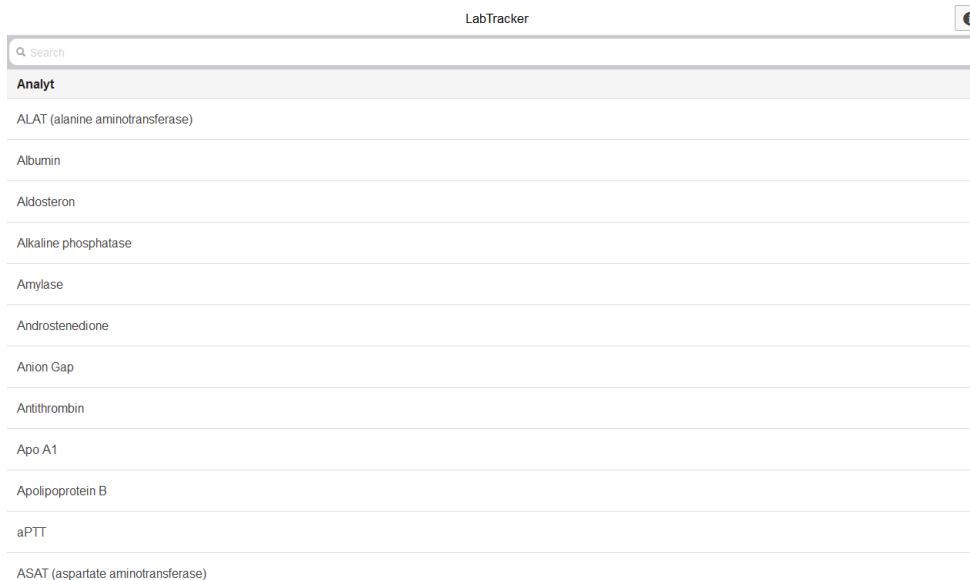 LabTracker
Search
Analyt
ALAT (alanine aminotransferase)
Albumin
Aldosteron
Alkaline phosphatase
Amylase
Androstenedione
Anion Gap
Antithrombin
Apo A1
Apolipoprotein B
aPTT
ASAT (aspartate aminotransferase)